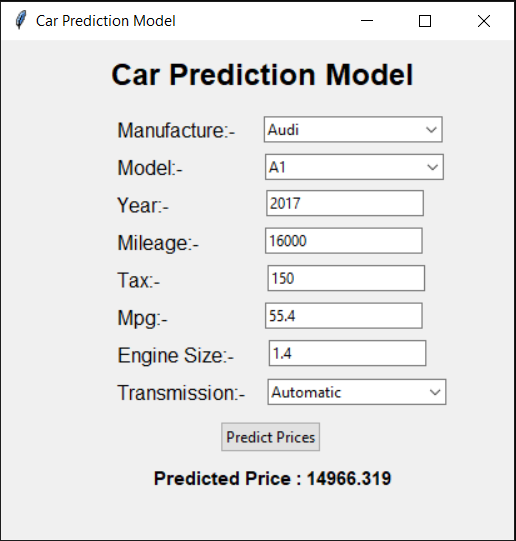 Car Prediction Model
Car Prediction Model
Manufacture:- Audi
Model:- A1
Year:- 2017
Mileage:- 16000
Tax:- 150
Mpg:- 55.4
Engine Size:- 1.4
Transmission:- Automatic
Predict Prices
Predicted Price : 14966.319